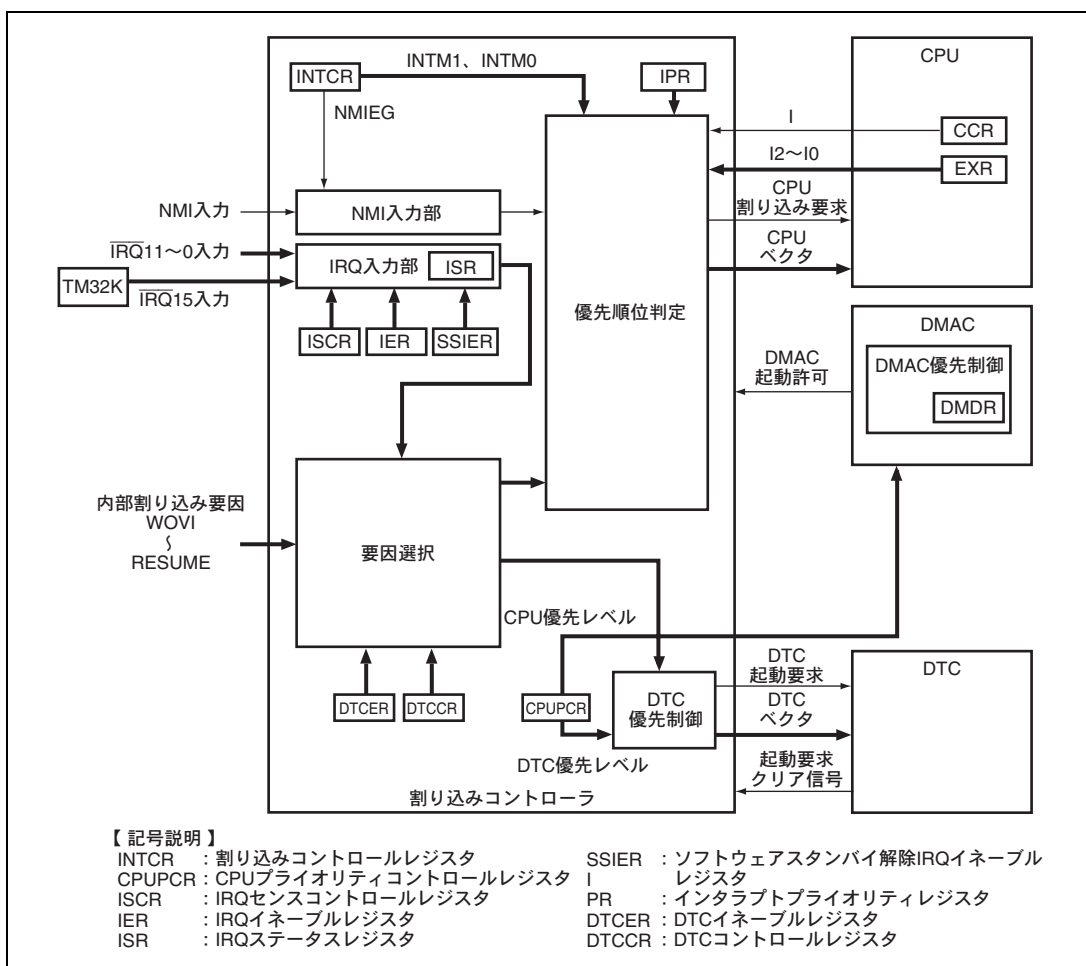 INTCR
INTM1、INTM0
IPR
NMIEG
CPU
I
CCR
I2〜I0
EXR
NMI入力
NMI入力部
CPU
割り込み要求
CPU
ベクタ
IRQ11〜0入力
IRQ入力部
ISR
TM32K
IRQ15入力
優先順位判定
ISCR
IER
SSIER
DMAC
DMAC優先制御
DMDR
DMAC
起動許可
内部割り込み要因
WOVI
〜
RESUME
要因選択
CPU優先レベル
DTCER
DTCCR
CPUPCR
DTC
優先制御
DTC優先レベル
DTC
起動要求
DTC
ベクタ
起動要求
クリア信号
DTC
割り込みコントローラ
【 記号説明 】
INTCR :割り込みコントロールレジスタ
CPUPCR :CPUプライオリティコントロールレジスタ
ISCR :IRQセンスコントロールレジスタ
IER :IRQイネーブルレジスタ
ISR :IRQステータスレジスタ
SSIER :ソフトウェアスタンバイ解除IRQイネーブル
I レジスタ
PR :インタラプトプライオリティレジスタ
DTCER :DTCイネーブルレジスタ
DTCCR :DTCコントロールレジスタ